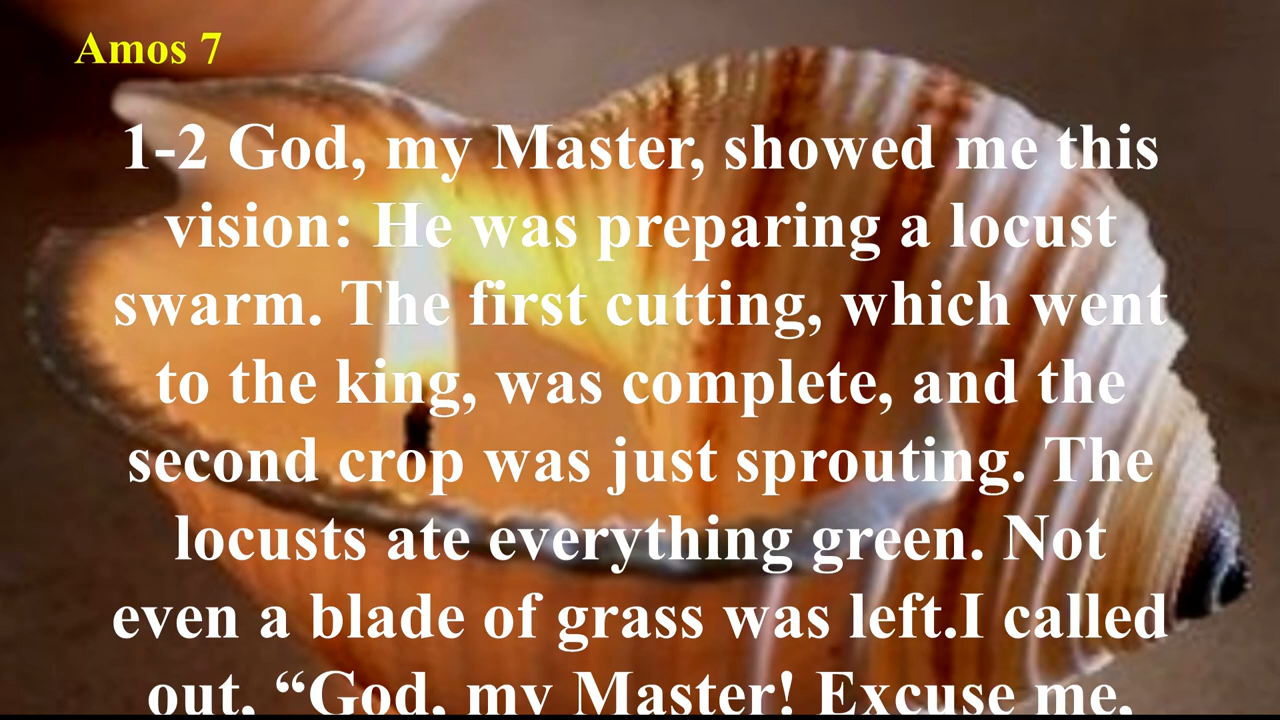 Amos 7
1-2 God, my Master, showed me this
vision: He was preparing a locust
swarm. The first cutting, which went
to the king, was complete, and the
second crop was just sprouting. The
locusts ate everything green. Not
even a blade of grass was left.I called
out, “God, my Master! Excuse me,